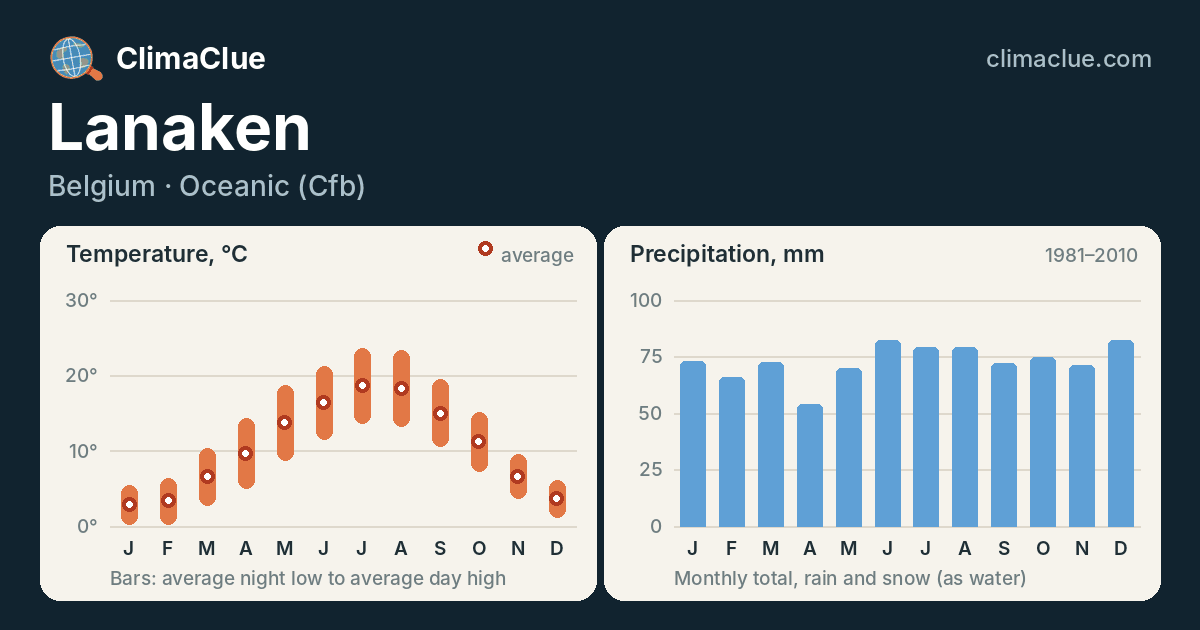 ClimaClue
climaclue.com
Lanaken
Belgium · Oceanic (Cfb)
Temperature, °C
average
30°
20°
10°
0°
J F M A M J J A S O N D
Bars: average night low to average day high
Precipitation, mm
1981–2010
100
75
50
25
0
J F M A M J J A S O N D
Monthly total, rain and snow (as water)